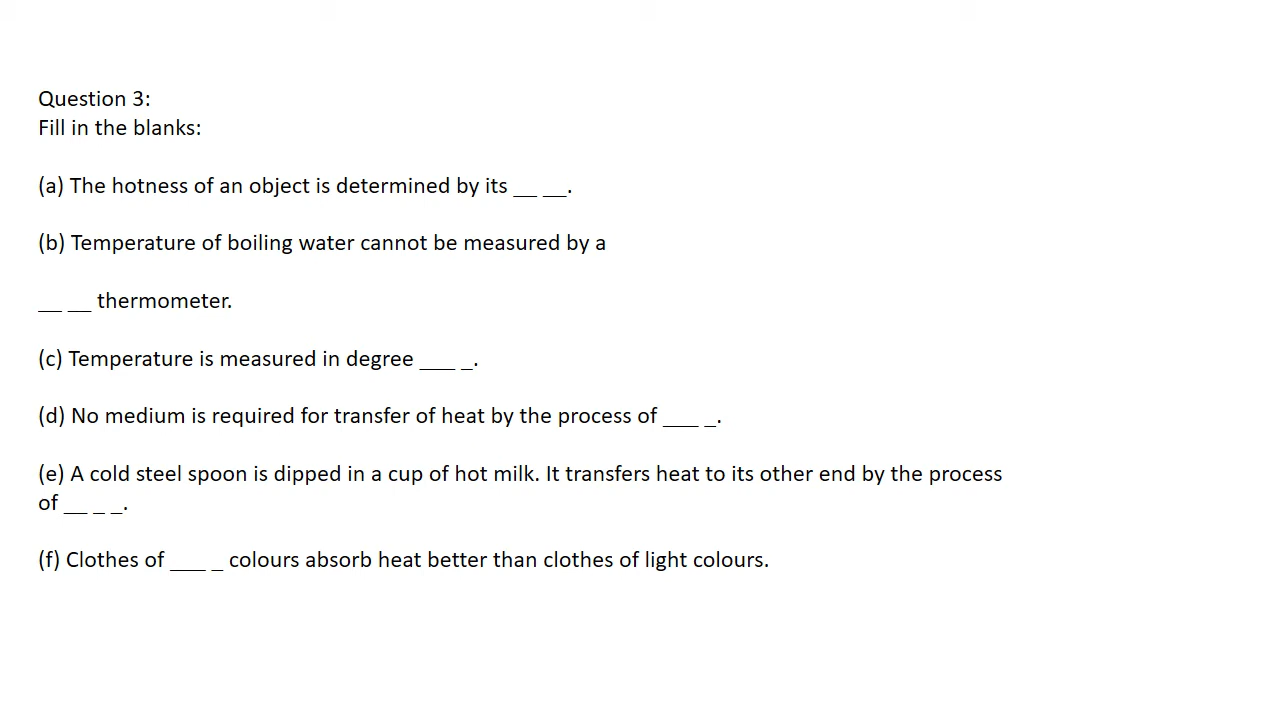 Question 3:
Fill in the blanks:
(a) The hotness of an object is determined by its __ __.
(b) Temperature of boiling water cannot be measured by a
__ __ thermometer.
(c) Temperature is measured in degree ___ _.
(d) No medium is required for transfer of heat by the process of ___ _.
(e) A cold steel spoon is dipped in a cup of hot milk. It transfers heat to its other end by the process
of __ _ _.
(f) Clothes of ___ _ colours absorb heat better than clothes of light colours.